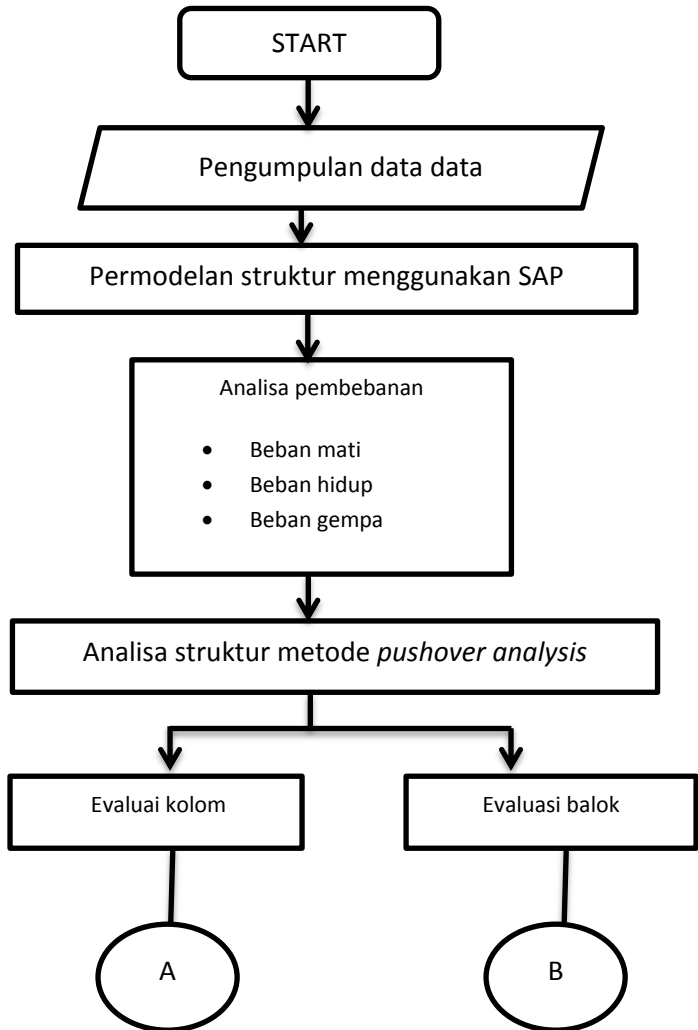 START
Pengumpulan data data
Permodelan struktur menggunakan SAP
Analisa pembebanan
• Beban mati
• Beban hidup
• Beban gempa
Analisa struktur metode pushover analysis
Evaluai kolom
Evaluasi balok
A
B